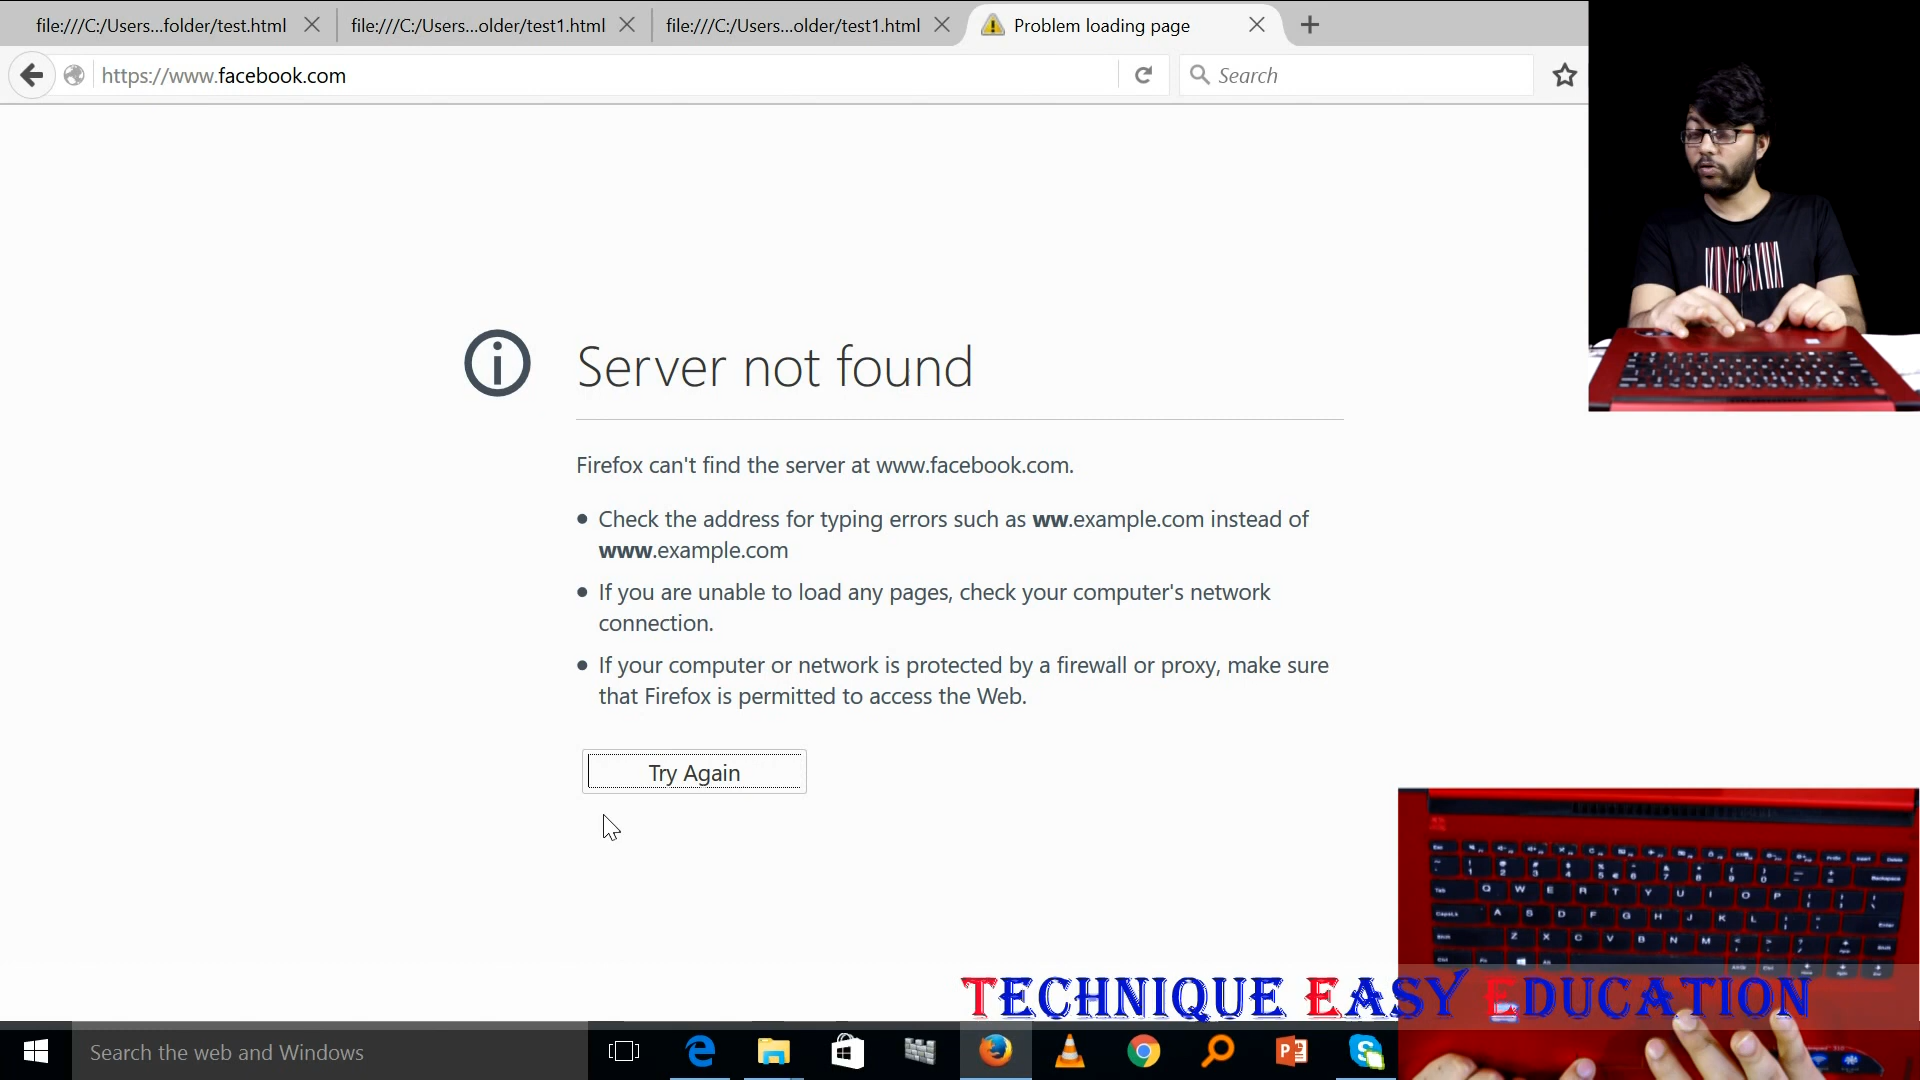 file:///C:/Users...folder/test.html
file:///C:/Users...older/test1.html
file:///C:/Users...older/test1.html
Problem loading page
https://www.facebook.com
Search
Server not found
Firefox can't find the server at www.facebook.com.
Check the address for typing errors such as ww.example.com instead of
www.example.com
If you are unable to load any pages, check your computer's network
connection.
If your computer or network is protected by a firewall or proxy, make sure
that Firefox is permitted to access the Web.
Try Again
Q W E R T Y U I O P
A S D F G H J K L
Z X C V B N M
TECHNIQUE EASY EDUCATION
Search the web and Windows